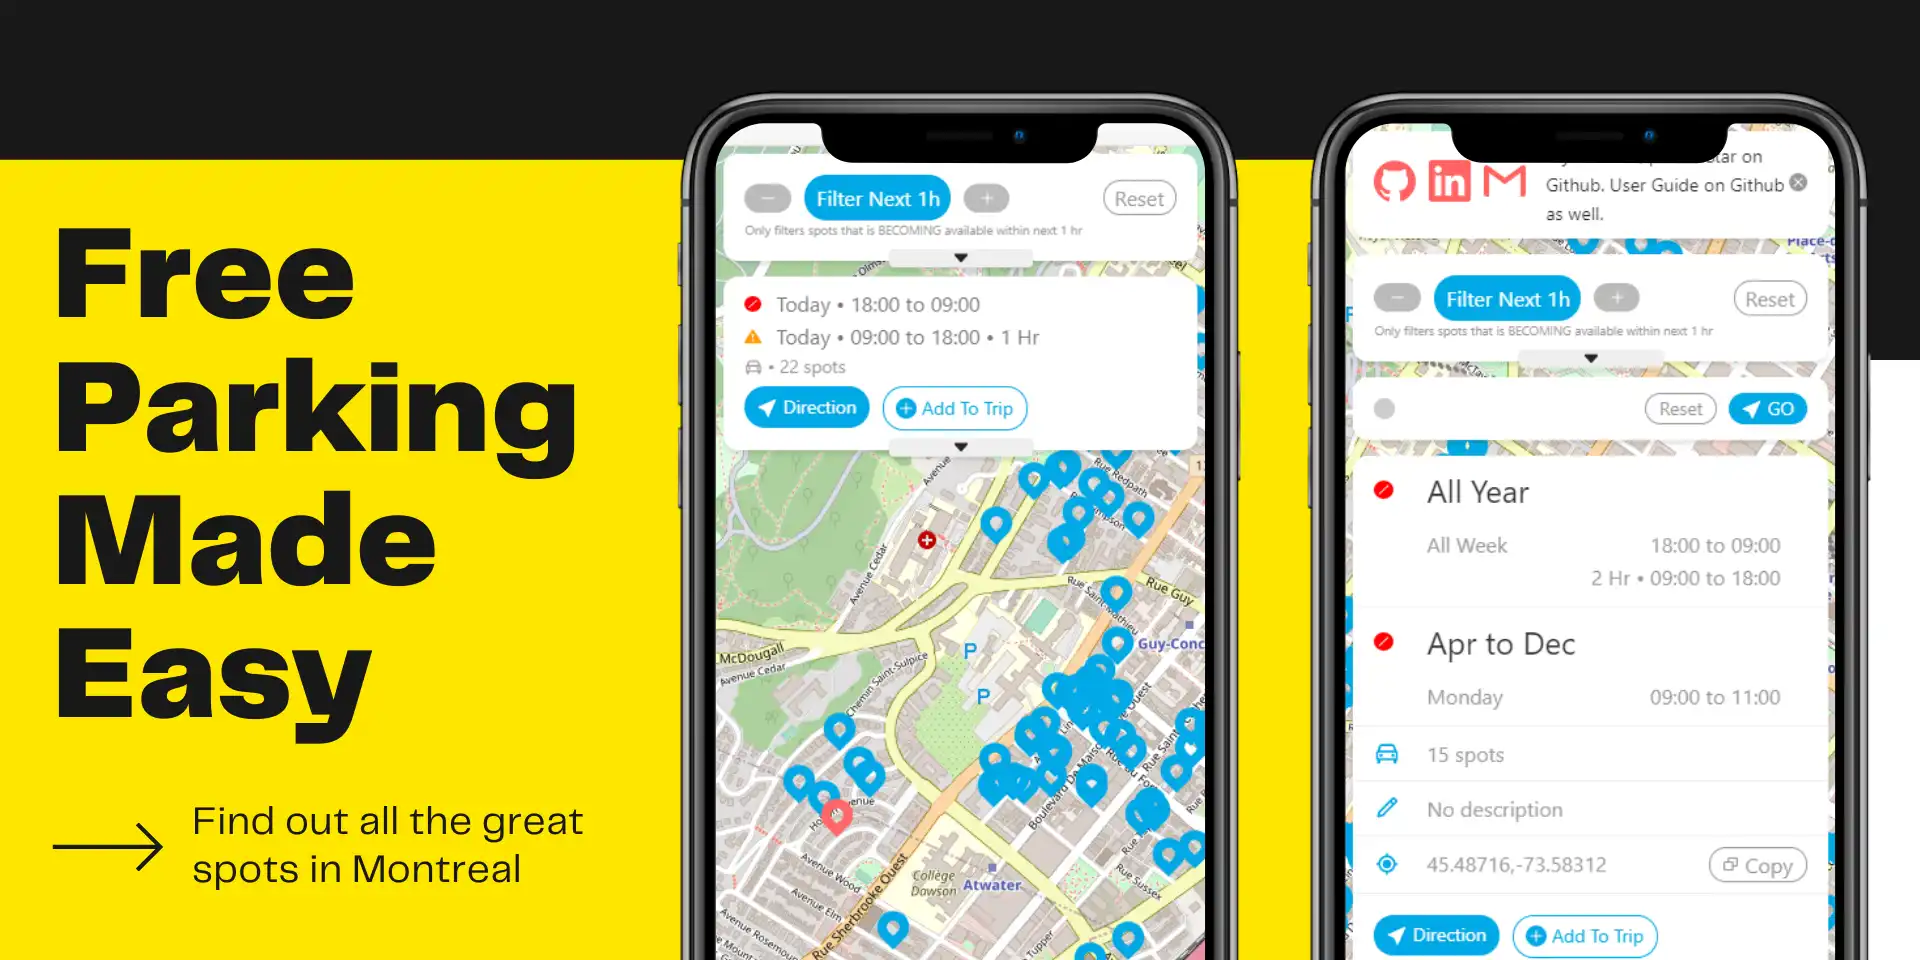 Free
Parking
Made
Easy
Find out all the great
spots in Montreal
Filter Next 1h
Reset
Only filters spots that is BECOMING available within next 1 hr
Today • 18:00 to 09:00
Today • 09:00 to 18:00 • 1 Hr
• 22 spots
Direction
Add To Trip
Avenue
Rue Redpath
Avenue Cedar
Rue Guy
McDougall
Avenue Cedar
Chemin Saint-Sulpice
P
P
Guy-Conc
Boulevard De Maison
Avenue Wood
Avenue Elm
Avenue Rosemou
Rue Sherbrooke Ouest
Collège
Dawson
Atwater
Rue Sussex
Tupper
star on
Github. User Guide on Github
as well.
Place-d
Filter Next 1h
Reset
Only filters spots that is BECOMING available within next 1 hr
Reset
GO
All Year
All Week
18:00 to 09:00
2 Hr • 09:00 to 18:00
Apr to Dec
Monday
09:00 to 11:00
15 spots
No description
45.48716,-73.58312
Copy
Direction
Add To Trip